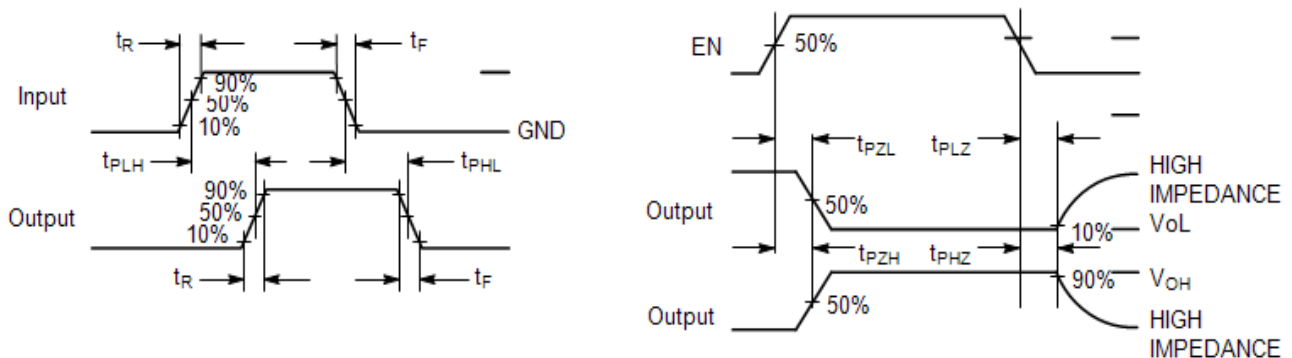 tR
tF
90%
50%
10%
Input
GND
tPLH
tPHL
90%
50%
10%
Output
tR
tF
EN
50%
tPZL
tPLZ
HIGH
IMPEDANCE
Output
50%
10%
VoL
tPZH
tPHZ
90%
VOH
Output
50%
HIGH
IMPEDANCE